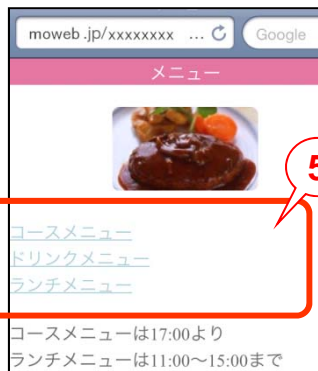 moweb.jp/xxxxxxxx ... Google
メニュー
5
コースメニュー
ドリンクメニュー
ランチメニュー
コースメニューは17:00より
ランチメニューは11:00〜15:00まで